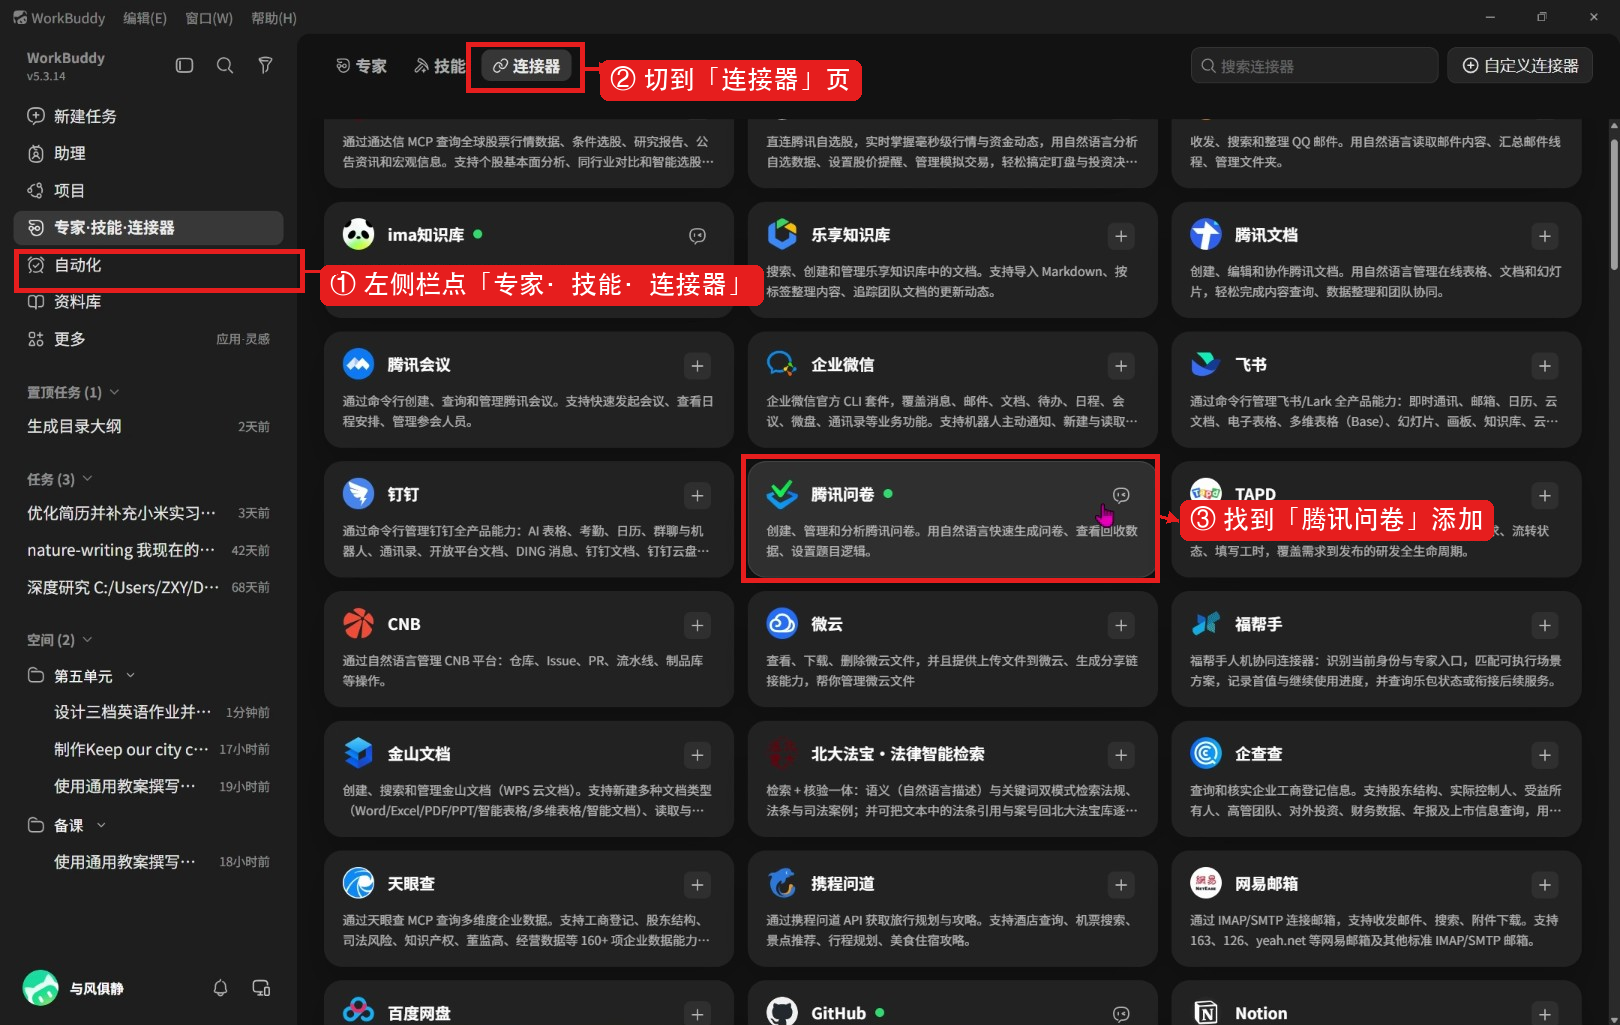 WorkBuddy 编辑(E) 窗口(W) 帮助(H)
WorkBuddy
v5.3.14
新建任务
助理
项目
专家·技能·连接器
自动化
资料库
更多 应用·灵感
置顶任务 (1)
生成目录大纲 2天前
任务 (3)
优化简历并补充小米实习··· 3天前
nature-writing 我现在的··· 42天前
深度研究 C:/Users/ZXY/D··· 68天前
空间 (2)
第五单元
设计三档英语作业并··· 1分钟前
制作Keep our city c··· 17小时前
使用通用教案撰写··· 19小时前
备课
使用通用教案撰写··· 18小时前
与风俱静
专家 技能 连接器
② 切到「连接器」页
搜索连接器
自定义连接器
通过通达信 MCP 查询全球股票行情数据、条件选股、研究报告、公
告资讯和宏观信息。支持个股基本面分析、同行业对比和智能选股···
直连腾讯自选股，实时掌握毫秒级行情与资金动态，用自然语言分析
自选数据、设置股价提醒、管理模拟交易，轻松搞定盯盘与投资决···
收发、搜索和整理 QQ 邮件。用自然语言读取邮件内容、汇总邮件线
程、管理文件夹。
ima知识库
① 左侧栏点「专家· 技能· 连接器」
乐享知识库
搜索、创建和管理乐享知识库中的文档。支持导入 Markdown、按
标签整理内容、追踪团队文档的更新动态。
腾讯文档
创建、编辑和协作腾讯文档。用自然语言管理在线表格、文档和幻灯
片，轻松完成内容查询、数据整理和团队协同。
腾讯会议
通过命令行创建、查询和管理腾讯会议。支持快速发起会议、查看日
程安排、管理参会人员。
企业微信
企业微信官方 CLI 套件，覆盖消息、邮件、文档、待办、日程、会
议、微盘、通讯录等业务功能。支持机器人主动通知、新建与读取···
飞书
通过命令行管理飞书/Lark 全产品能力：即时通讯、邮箱、日历、云
文档、电子表格、多维表格（Base）、幻灯片、画板、知识库、云···
钉钉
通过命令行管理钉钉全产品能力：AI 表格、考勤、日历、群聊与机
器人、通讯录、开放平台文档、DING 消息、钉钉文档、钉钉云盘···
腾讯问卷
创建、管理和分析腾讯问卷。用自然语言快速生成问卷、查看回收数
据、设置题目逻辑。
TAPD
③ 找到「腾讯问卷」添加
、流转状
态、填写工时，覆盖需求到发布的研发全生命周期。
CNB
通过自然语言管理 CNB 平台：仓库、Issue、PR、流水线、制品库
等操作。
微云
查看、下载、删除微云文件，并且提供上传文件到微云、生成分享链
接能力，帮你管理微云文件
福帮手
福帮手人机协同连接器：识别当前身份与专家入口，匹配可执行场景
方案，记录首值与继续使用进度，并查询乐包状态或衔接后续服务。
金山文档
创建、搜索和管理金山文档（WPS 云文档）。支持新建多种文档类型
（Word/Excel/PDF/PPT/智能表格/多维表格/智能文档）、读取与···
北大法宝·法律智能检索
检索 + 核验一体：语义（自然语言描述）与关键词双模式检索法规、
法条与司法案例；并可把文本中的法条引用与案号回北大法宝库逐···
企查查
查询和核实企业工商登记信息。支持股东结构、实际控制人、受益所
有人、高管团队、对外投资、财务数据、年报及上市信息查询，用···
天眼查
通过天眼查 MCP 查询多维度企业数据。支持工商登记、股东结构、
司法风险、知识产权、董监高、经营数据等 160+ 项企业数据能力···
携程问道
通过携程问道 API 获取旅行规划与攻略。支持酒店查询、机票搜索、
景点推荐、行程规划、美食住宿攻略。
網易
NETEASE
网易邮箱
通过 IMAP/SMTP 连接邮箱，支持收发邮件、搜索、附件下载。支持
163、126、yeah.net 等网易邮箱及其他标准 IMAP/SMTP 邮箱。
百度网盘
GitHub
Notion